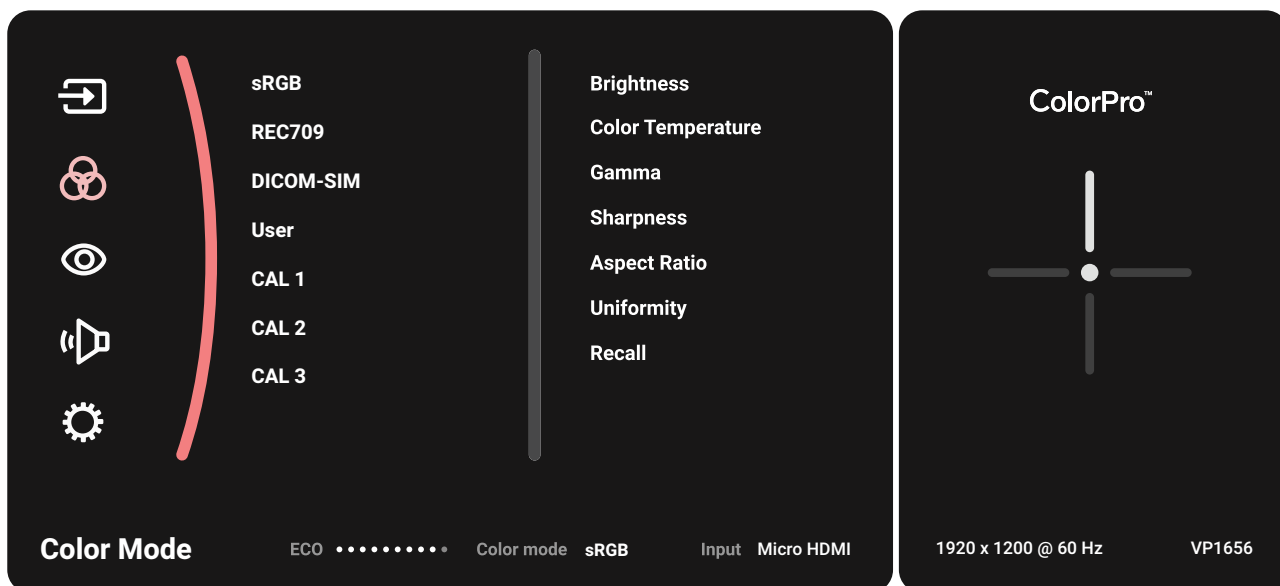 sRGB
REC709
DICOM-SIM
User
CAL 1
CAL 2
CAL 3
Brightness
Color Temperature
Gamma
Sharpness
Aspect Ratio
Uniformity
Recall
Color Mode
ECO
Color mode sRGB
Input Micro HDMI
ColorPro™
1920 x 1200 @ 60 Hz
VP1656